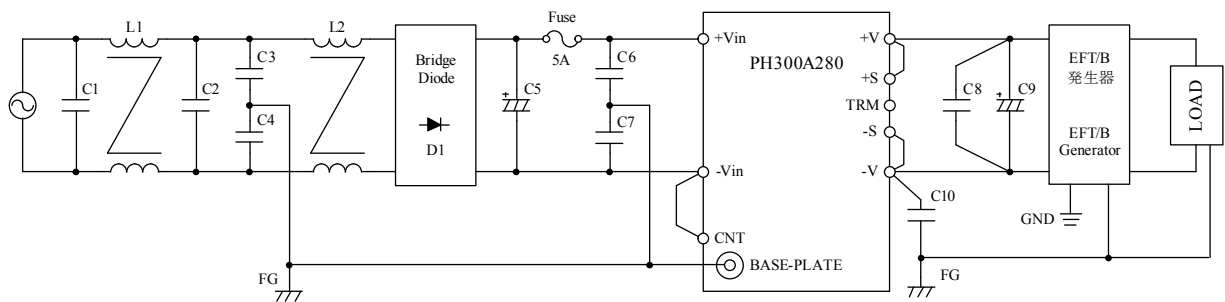 L1
L2
Fuse
5A
C1
C2
C3
C4
Bridge
Diode
D1
C5
C6
C7
+Vin
-Vin
CNT
PH300A280
BASE-PLATE
+V
+S
TRM
-S
-V
C8
C9
C10
EFT/B
発生器
EFT/B
Generator
LOAD
GND
FG
FG